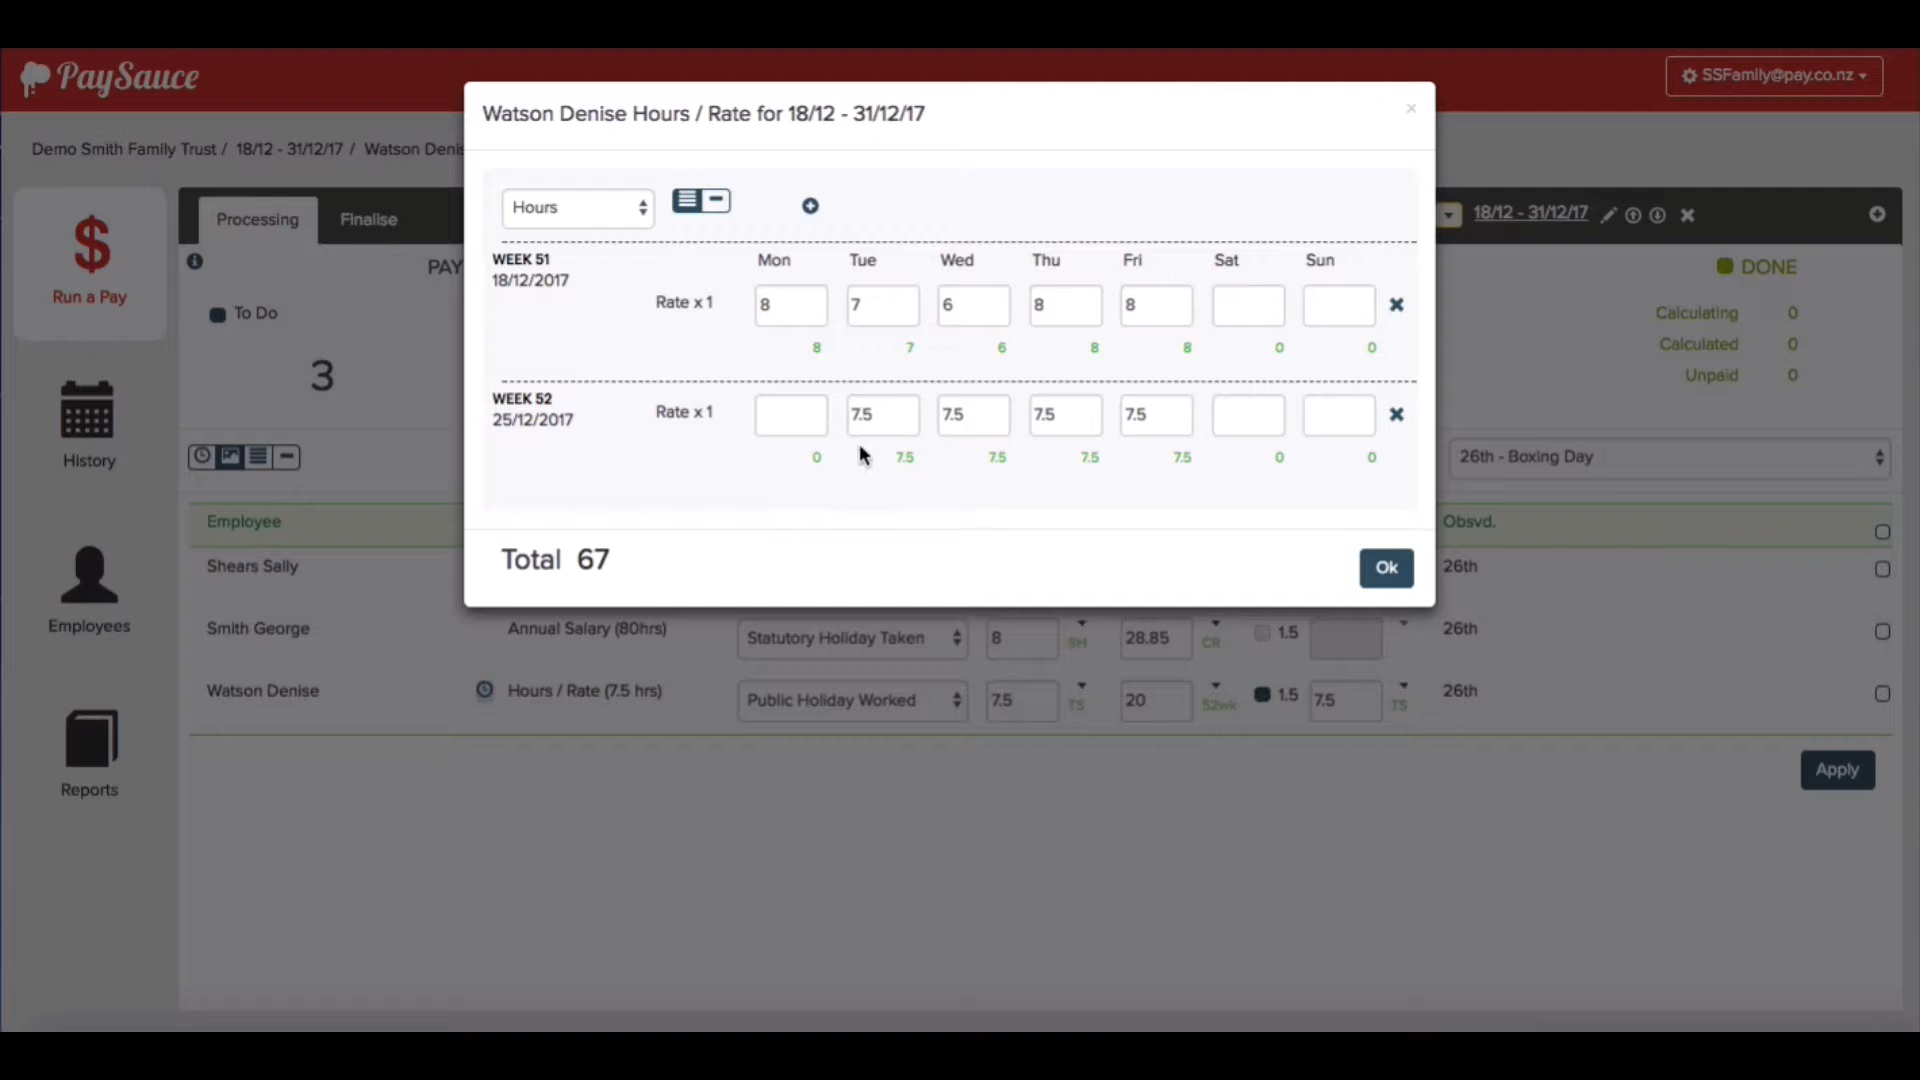 PaySauce
SSFamily@pay.co.nz
Watson Denise Hours / Rate for 18/12 - 31/12/17
×
Demo Smith Family Trust / 18/12 - 31/12/17 / Watson Denis
Hours
Processing
Finalise
18/12 - 31/12/17
WEEK 51
18/12/2017
Mon Tue Wed Thu Fri Sat Sun
Rate x 1
8 7 6 8 8
8 7 6 8 8 0 0
WEEK 52
25/12/2017
Rate x 1
7.5 7.5 7.5 7.5
0 7.5 7.5 7.5 7.5 0 0
Total 67
Ok
Run a Pay
History
Employees
Reports
PAY
To Do
3
DONE
Calculating 0
Calculated 0
Unpaid 0
26th - Boxing Day
Employee
Obsvd.
Shears Sally
26th
Smith George Annual Salary (80hrs) Statutory Holiday Taken 8 SH 28.85 CR 1.5 26th
Watson Denise Hours / Rate (7.5 hrs) Public Holiday Worked 7.5 TS 20 52wk 1.5 7.5 TS 26th
Apply